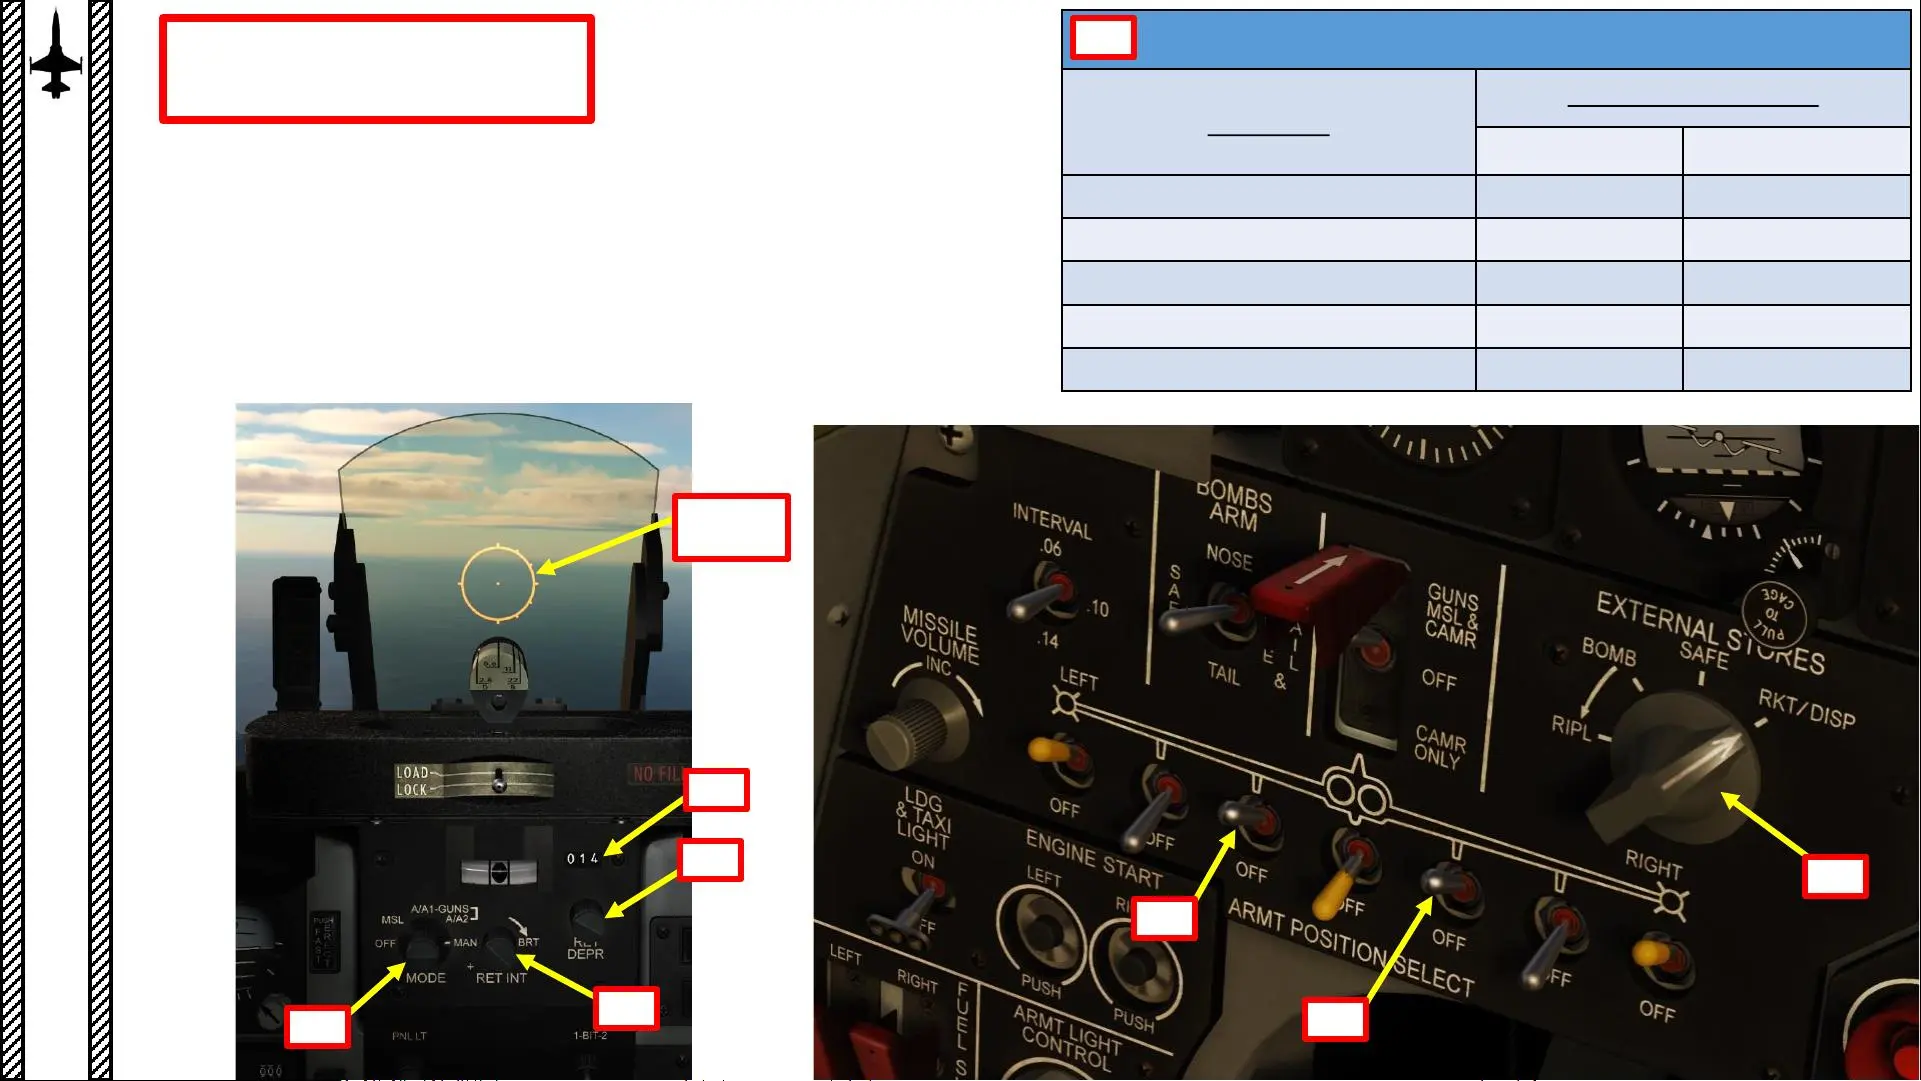 LOAD
LOCK
NO FIL
014
A/A1-GUNS
A/A2
MSL
OFF
MAN
BRT
MODE
RET INT
RET
DEPR
PNL LT
1-BIT-2
000
INTERVAL
.06
.10
.14
BOMBS
ARM
NOSE
SAFE
TAIL
&
GUNS
MSL &
CAMR
OFF
CAMR
ONLY
EXTERNAL STORES
BOMB
SAFE
RIPL
RKT/DISP
PULL
TO
CAGE
MISSILE
VOLUME
INC
LEFT
OFF
OFF
OFF
OFF
OFF
OFF
OFF
RIGHT
ARMT POSITION SELECT
LDG
& TAXI
LIGHT
ON
OFF
ENGINE START
LEFT
PUSH
PUSH
LEFT
RIGHT
FUEL
ARMT LIGHT
CONTROL